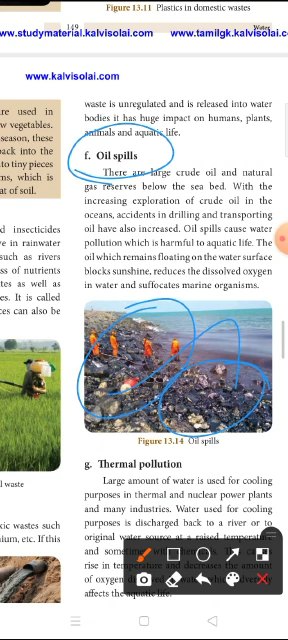 Figure 13.11 Plastics in domestic wastes
149
Water
ww.studymaterial.kalvisolai.com
www.tamilgk.kalvisolai.c
www.kalvisolai.com
re used in
w vegetables.
season, these
back into the
to tiny pieces
ms, which is
at of soil.
d insecticides
ve in rainwater
such as rivers
ss of nutrients
tes as well as
es. It is called
ces can also be
l waste
xic wastes such
ium, etc. If this
waste is unregulated and is released into water
bodies it has huge impact on humans, plants,
animals and aquatic life.
f. Oil spills
There are large crude oil and natural
gas reserves below the sea bed. With the
increasing exploration of crude oil in the
oceans, accidents in drilling and transporting
oil have also increased. Oil spills cause water
pollution which is harmful to aquatic life. The
oil which remains floating on the water surface
blocks sunshine, reduces the dissolved oxygen
in water and suffocates marine organisms.
Figure 13.14 Oil spills
g. Thermal pollution
Large amount of water is used for cooling
purposes in thermal and nuclear power plants
and many industries. Water used for cooling
purposes is discharged back to a river or to
original water source at a raised temperature
and
rise in
of oxygen
affects the aquatic life.